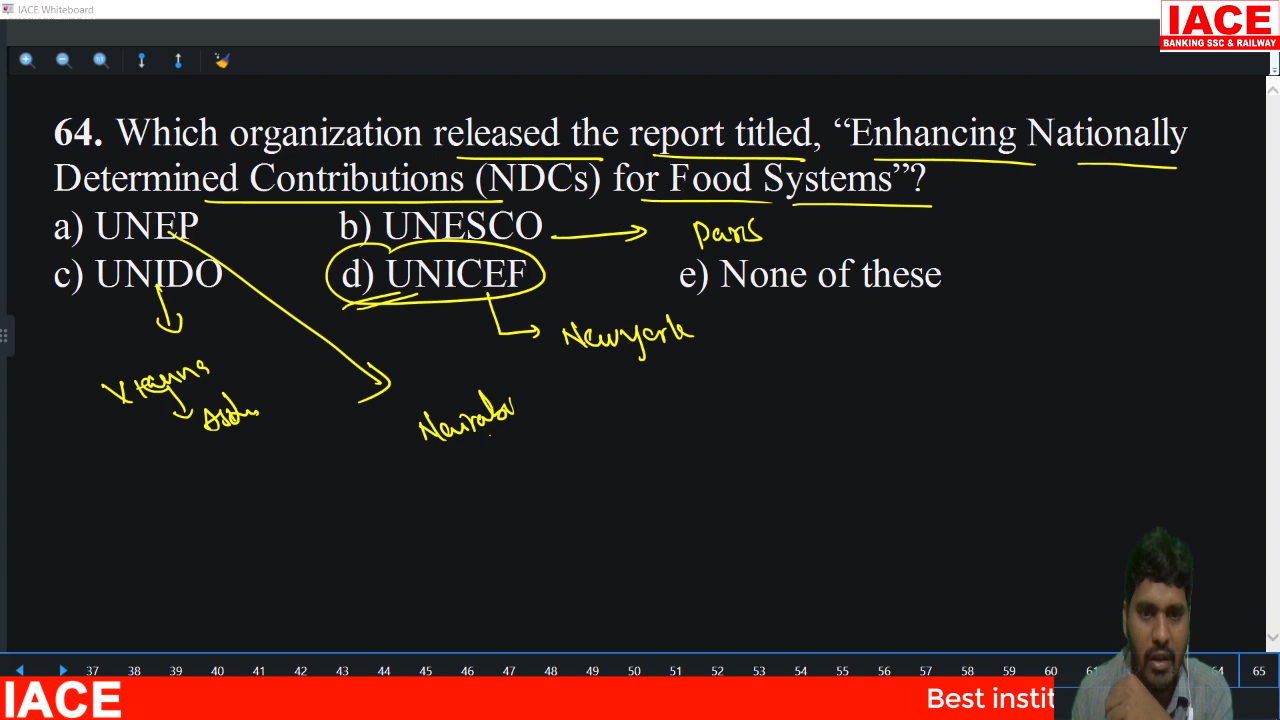 IACE Whiteboard
IACE
BANKING SSC & RAILWAY
64. Which organization released the report titled, “Enhancing Nationally
Determined Contributions (NDCs) for Food Systems”?
a) UNEP b) UNESCO Paris
c) UNIDO d) UNICEF e) None of these
Newyork
37 38 39 40 41 42 43 44 45 46 47 48 49 50 51 52 53 54 55 56 57 58 59 60 64 65
IACE
Best instit